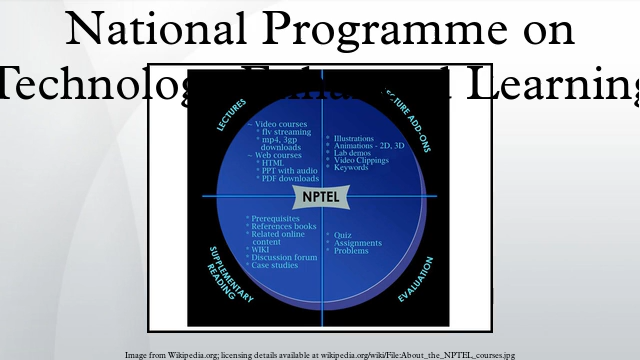 National Programme on
Technology Enhanced Learning
LECTURES
~ Video courses
* flv streaming
* mp4, 3gp
downloads
~ Web courses
* HTML
* PPT with audio
* PDF downloads
LECTURE ADD-ONS
* Illustrations
* Animations - 2D, 3D
* Lab demos
* Video Clippings
* Keywords
NPTEL
* Prerequisites
* References books
* Related online
content
* WIKI
* Discussion forum
* Case studies
SUPPLEMENTARY
READING
* Quiz
* Assignments
* Problems
EVALUATION
Image from Wikipedia.org; licensing details available at wikipedia.org/wiki/File:About_the_NPTEL_courses.jpg